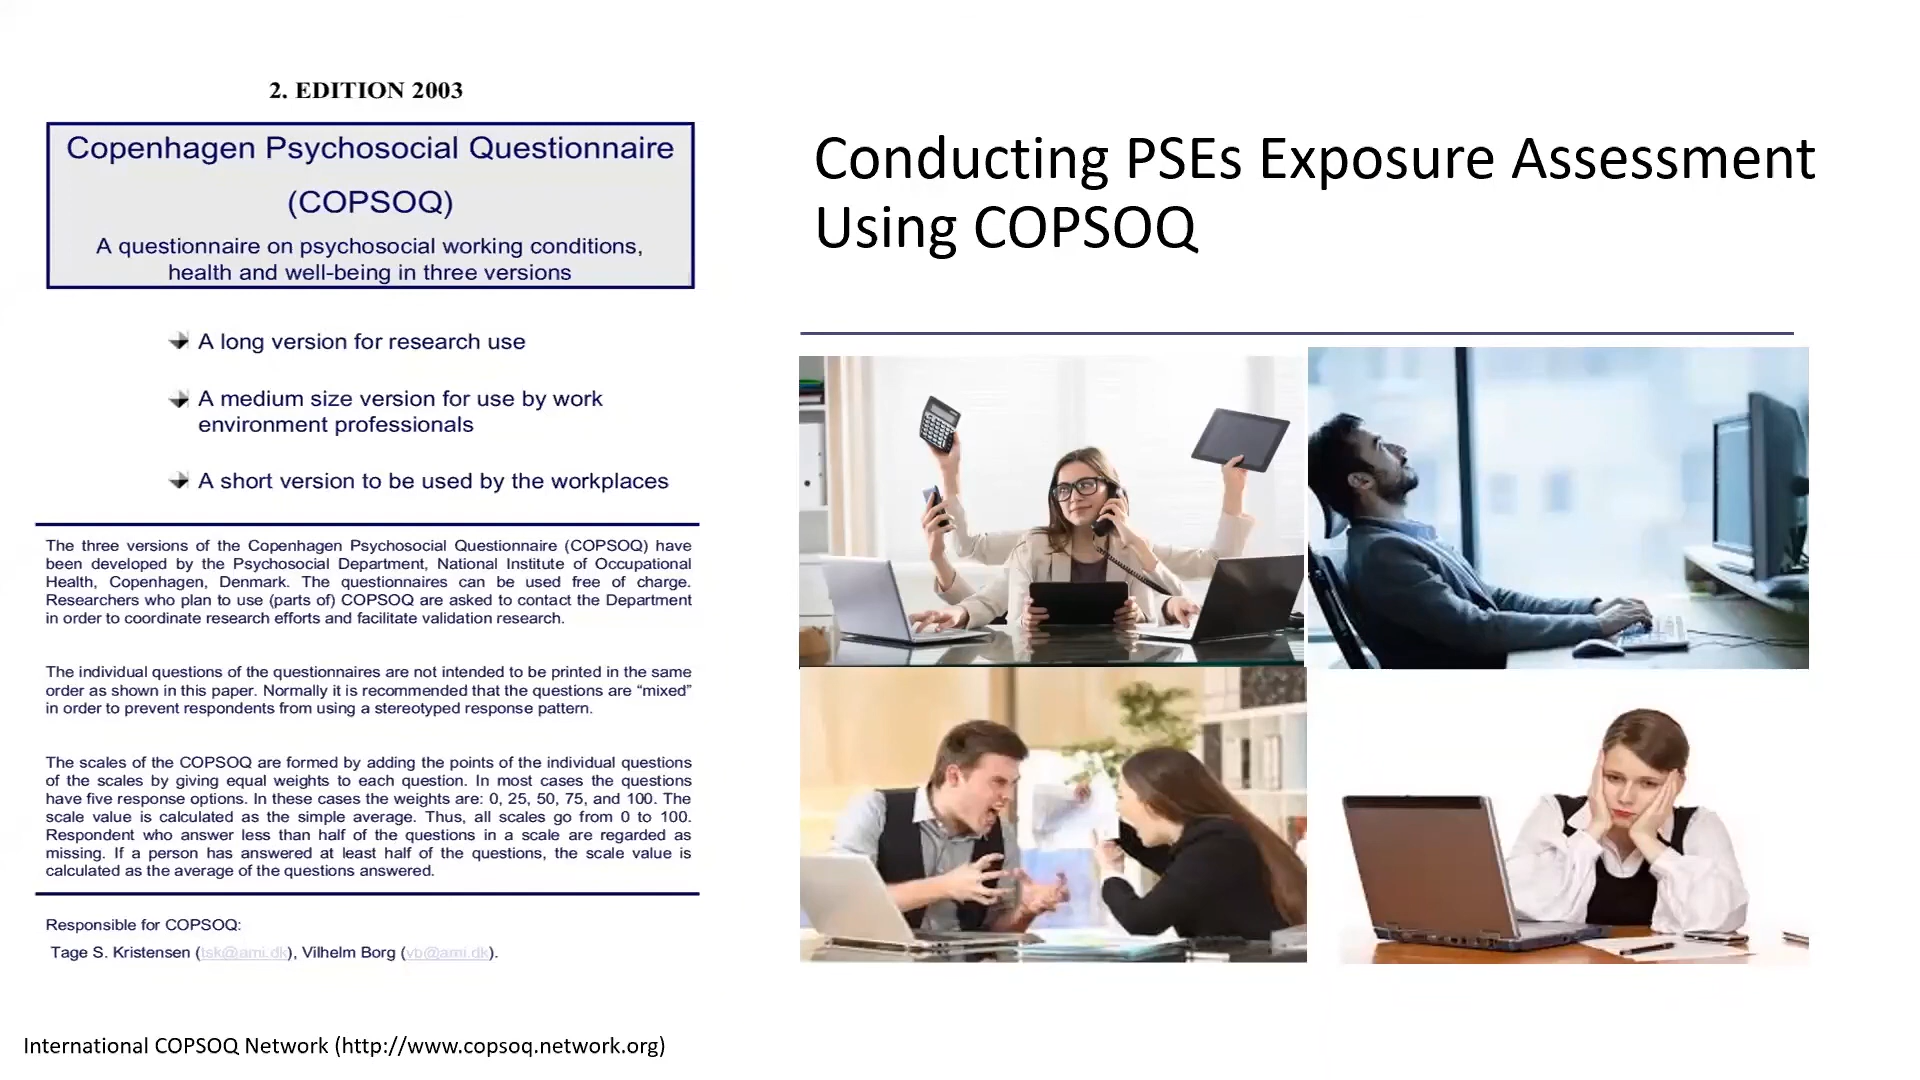 2. EDITION 2003
Copenhagen Psychosocial Questionnaire
(COPSOQ)
A questionnaire on psychosocial working conditions,
health and well-being in three versions
A long version for research use
A medium size version for use by work
environment professionals
A short version to be used by the workplaces
The three versions of the Copenhagen Psychosocial Questionnaire (COPSOQ) have
been developed by the Psychosocial Department, National Institute of Occupational
Health, Copenhagen, Denmark. The questionnaires can be used free of charge.
Researchers who plan to use (parts of) COPSOQ are asked to contact the Department
in order to coordinate research efforts and facilitate validation research.
The individual questions of the questionnaires are not intended to be printed in the same
order as shown in this paper. Normally it is recommended that the questions are “mixed”
in order to prevent respondents from using a stereotyped response pattern.
The scales of the COPSOQ are formed by adding the points of the individual questions
of the scales by giving equal weights to each question. In most cases the questions
have five response options. In these cases the weights are: 0, 25, 50, 75, and 100. The
scale value is calculated as the simple average. Thus, all scales go from 0 to 100.
Respondent who answer less than half of the questions in a scale are regarded as
missing. If a person has answered at least half of the questions, the scale value is
calculated as the average of the questions answered.
Responsible for COPSOQ:
Tage S. Kristensen (tsk@ami.dk), Vilhelm Borg (vb@ami.dk).
International COPSOQ Network (http://www.copsoq.network.org)
Conducting PSEs Exposure Assessment
Using COPSOQ